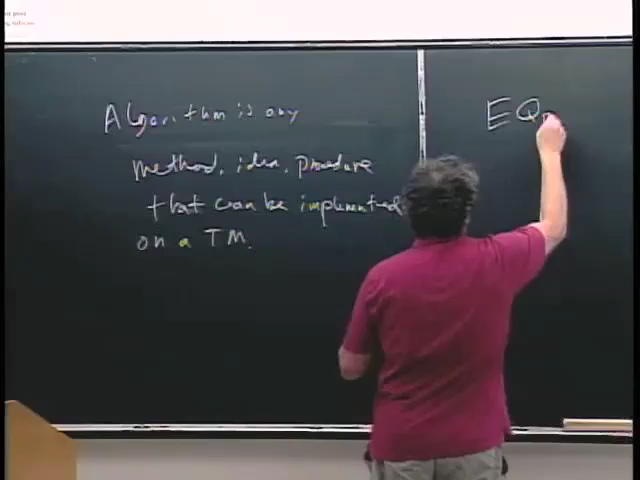 Algorithm is any
method, idea, procedure
that can be implemented
on a TM.
EQ